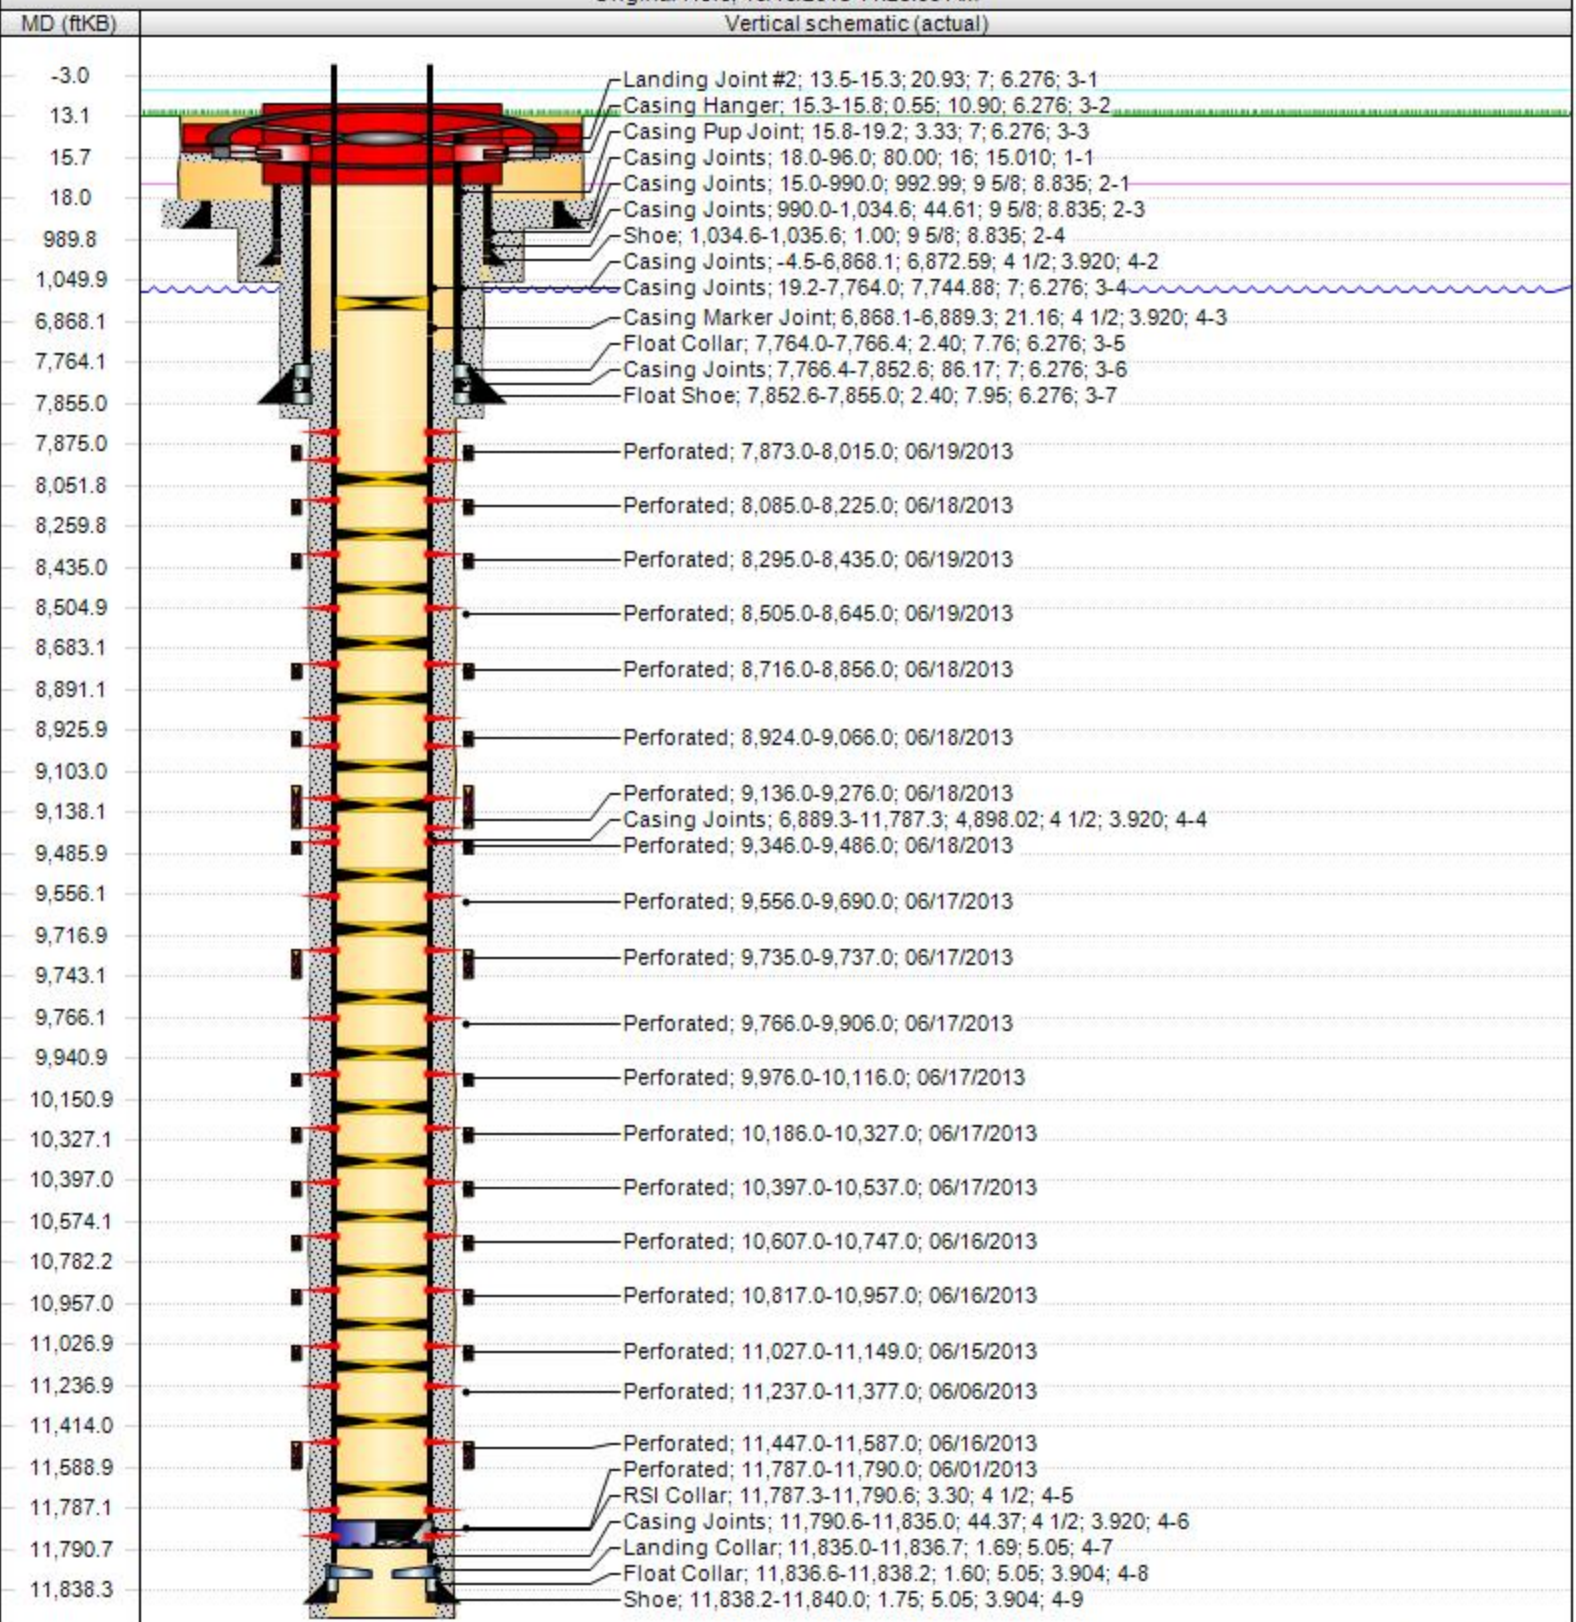 MD (ftKB)
Vertical schematic (actual)
-3.0
13.1
15.7
18.0
989.8
1,049.9
6,868.1
7,764.1
7,855.0
7,875.0
8,051.8
8,259.8
8,435.0
8,504.9
8,683.1
8,891.1
8,925.9
9,103.0
9,138.1
9,485.9
9,556.1
9,716.9
9,743.1
9,766.1
9,940.9
10,150.9
10,327.1
10,397.0
10,574.1
10,782.2
10,957.0
11,026.9
11,236.9
11,414.0
11,588.9
11,787.1
11,790.7
11,838.3
Landing Joint #2; 13.5-15.3; 20.93; 7; 6.276; 3-1
Casing Hanger; 15.3-15.8; 0.55; 10.90; 6.276; 3-2
Casing Pup Joint; 15.8-19.2; 3.33; 7; 6.276; 3-3
Casing Joints; 18.0-96.0; 80.00; 16; 15.010; 1-1
Casing Joints; 15.0-990.0; 992.99; 9 5/8; 8.835; 2-1
Casing Joints; 990.0-1,034.6; 44.61; 9 5/8; 8.835; 2-3
Shoe; 1,034.6-1,035.6; 1.00; 9 5/8; 8.835; 2-4
Casing Joints; -4.5-6,868.1; 6,872.59; 4 1/2; 3.920; 4-2
Casing Joints; 19.2-7,764.0; 7,744.88; 7; 6.276; 3-4
Casing Marker Joint; 6,868.1-6,889.3; 21.16; 4 1/2; 3.920; 4-3
Float Collar; 7,764.0-7,766.4; 2.40; 7.76; 6.276; 3-5
Casing Joints; 7,766.4-7,852.6; 86.17; 7; 6.276; 3-6
Float Shoe; 7,852.6-7,855.0; 2.40; 7.95; 6.276; 3-7
Perforated; 7,873.0-8,015.0; 06/19/2013
Perforated; 8,085.0-8,225.0; 06/18/2013
Perforated; 8,295.0-8,435.0; 06/19/2013
Perforated; 8,505.0-8,645.0; 06/19/2013
Perforated; 8,716.0-8,856.0; 06/18/2013
Perforated; 8,924.0-9,066.0; 06/18/2013
Perforated; 9,136.0-9,276.0; 06/18/2013
Casing Joints; 6,889.3-11,787.3; 4,898.02; 4 1/2; 3.920; 4-4
Perforated; 9,346.0-9,486.0; 06/18/2013
Perforated; 9,556.0-9,690.0; 06/17/2013
Perforated; 9,735.0-9,737.0; 06/17/2013
Perforated; 9,766.0-9,906.0; 06/17/2013
Perforated; 9,976.0-10,116.0; 06/17/2013
Perforated; 10,186.0-10,327.0; 06/17/2013
Perforated; 10,397.0-10,537.0; 06/17/2013
Perforated; 10,607.0-10,747.0; 06/16/2013
Perforated; 10,817.0-10,957.0; 06/16/2013
Perforated; 11,027.0-11,149.0; 06/15/2013
Perforated; 11,237.0-11,377.0; 06/06/2013
Perforated; 11,447.0-11,587.0; 06/16/2013
Perforated; 11,787.0-11,790.0; 06/01/2013
RSI Collar; 11,787.3-11,790.6; 3.30; 4 1/2; 4-5
Casing Joints; 11,790.6-11,835.0; 44.37; 4 1/2; 3.920; 4-6
Landing Collar; 11,835.0-11,836.7; 1.69; 5.05; 4-7
Float Collar; 11,836.6-11,838.2; 1.60; 5.05; 3.904; 4-8
Shoe; 11,838.2-11,840.0; 1.75; 5.05; 3.904; 4-9